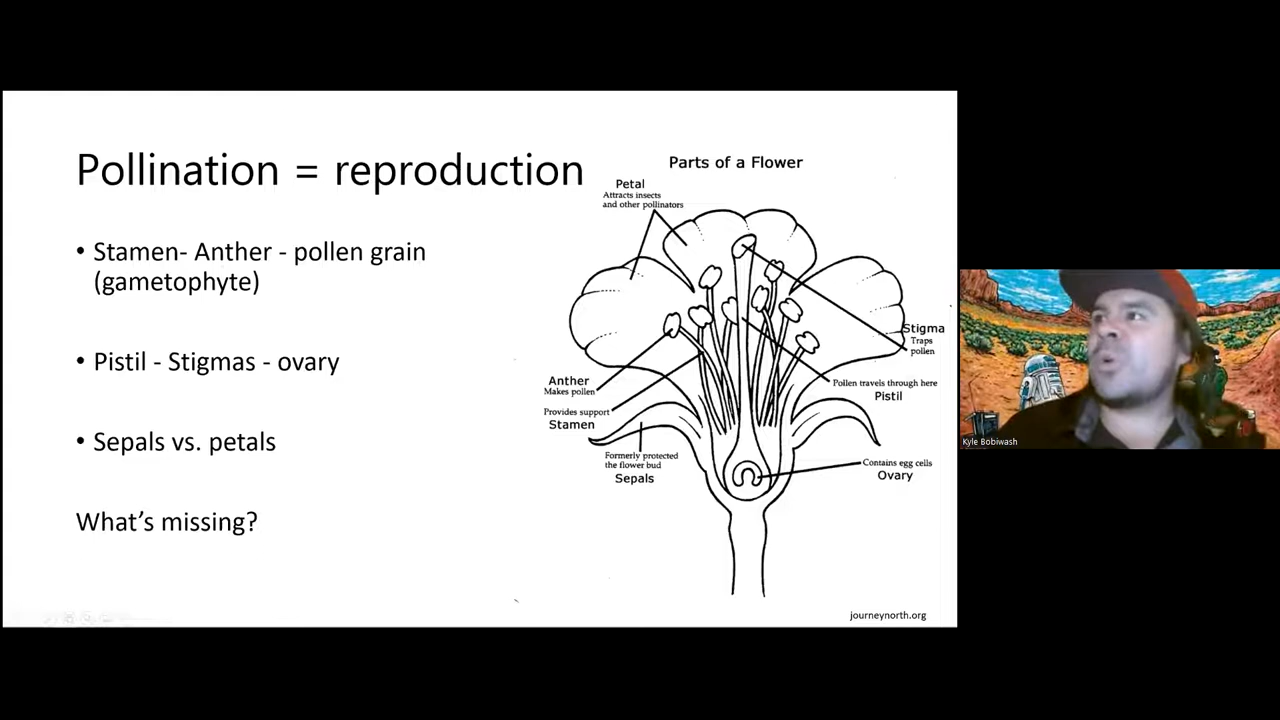 Pollination = reproduction
• Stamen- Anther - pollen grain
(gametophyte)
• Pistil - Stigmas - ovary
• Sepals vs. petals
What's missing?
Parts of a Flower
Petal
Attracts insects
and other pollinators
Stigma
Traps
pollen
Anther
Makes pollen
Pollen travels through here
Pistil
Provides support
Stamen
Formerly protected
the flower bud
Sepals
Contains egg cells
Ovary
journeynorth.org
Kyle Bobiwash